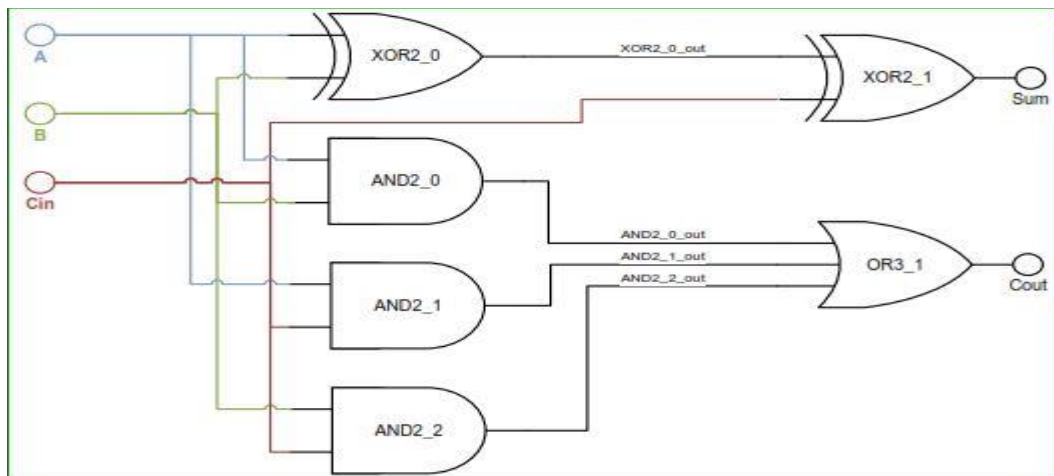 A
XOR2_0
XOR2_0_out
XOR2_1
Sum
B
Cin
AND2_0
AND2_0_out
AND2_1_out
AND2_2_out
OR3_1
Cout
AND2_1
AND2_2